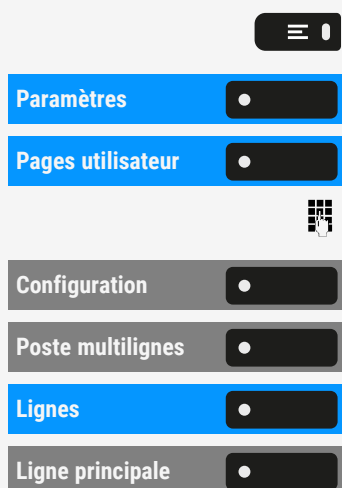 Paramètres
Pages utilisateur
Configuration
Poste multilignes
Lignes
Ligne principale